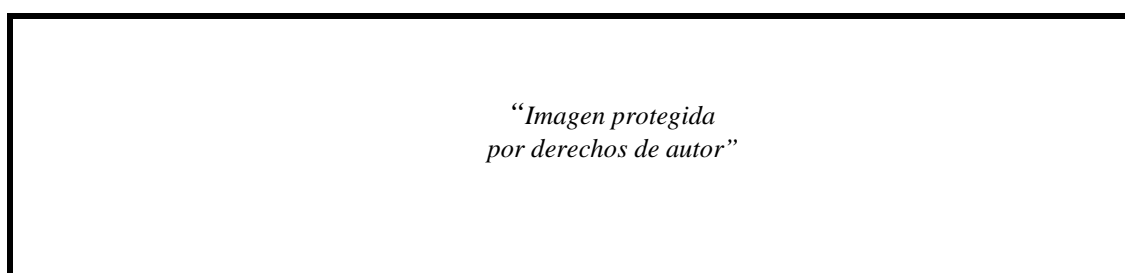 “Imagen protegida
por derechos de autor”